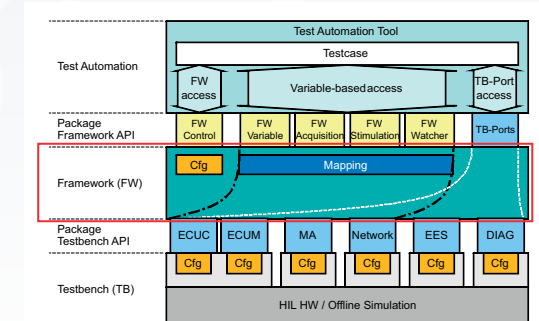 Test Automation Tool
Testcase
Test Automation
FW
access
Variable-based access
TB-Port
access
Package
Framework API
FW
Control
FW
Variable
FW
Acquisition
FW
Stimulation
FW
Watcher
TB-Ports
Framework (FW)
Cfg
Mapping
Package
Testbench API
ECUC
ECUM
MA
Network
EES
DIAG
Cfg
Cfg
Cfg
Cfg
Cfg
Cfg
Testbench (TB)
HIL HW / Offline Simulation